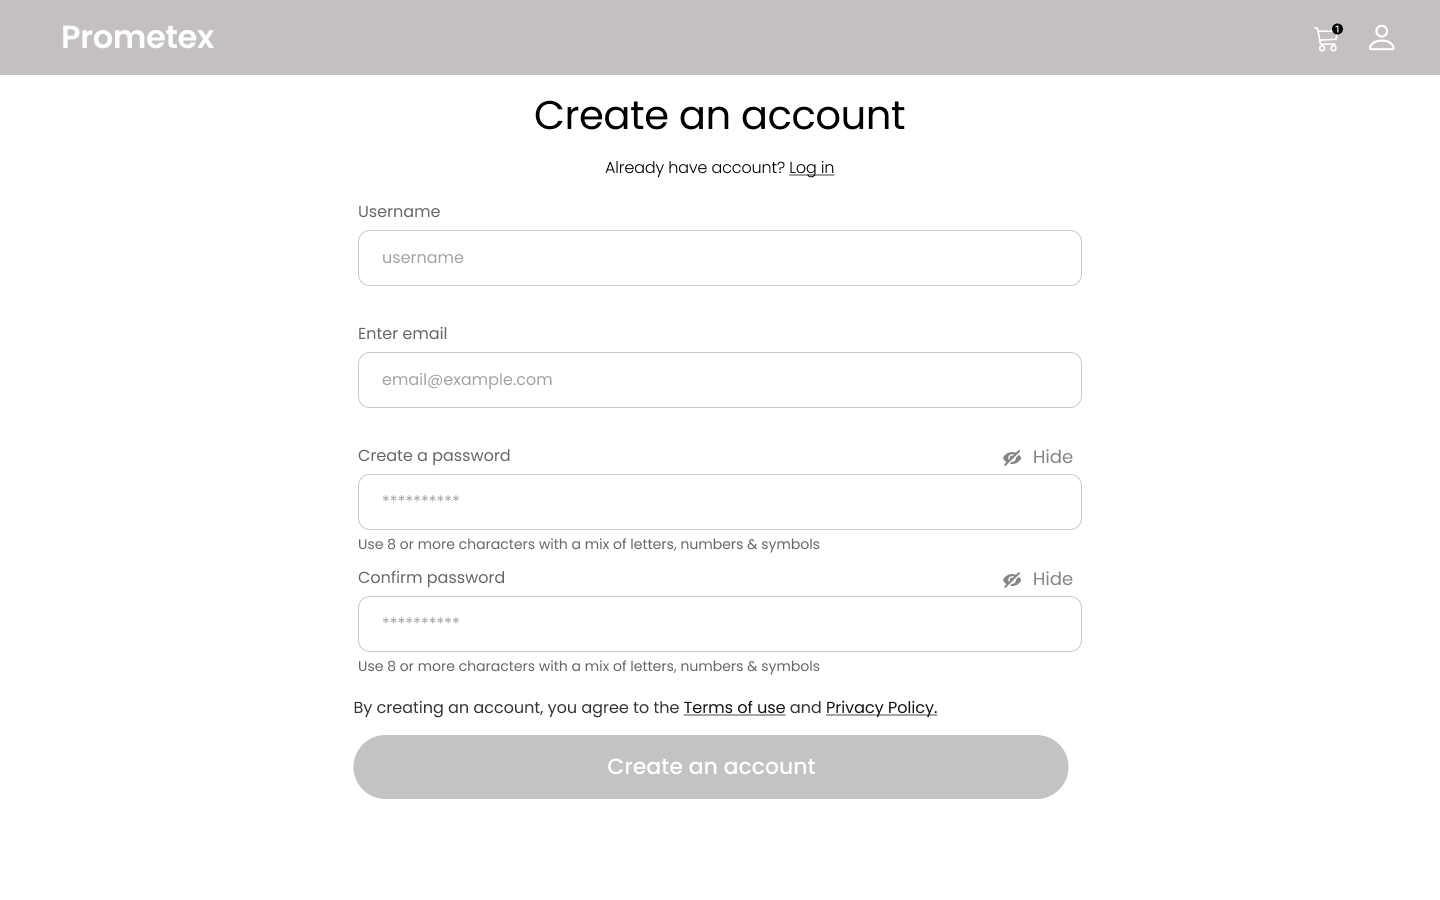 Prometex
1
Create an account
Already have account? Log in
Username
username
Enter email
email@example.com
Create a password
Hide
**********
Use 8 or more characters with a mix of letters, numbers & symbols
Confirm password
Hide
**********
Use 8 or more characters with a mix of letters, numbers & symbols
By creating an account, you agree to the Terms of use and Privacy Policy.
Create an account